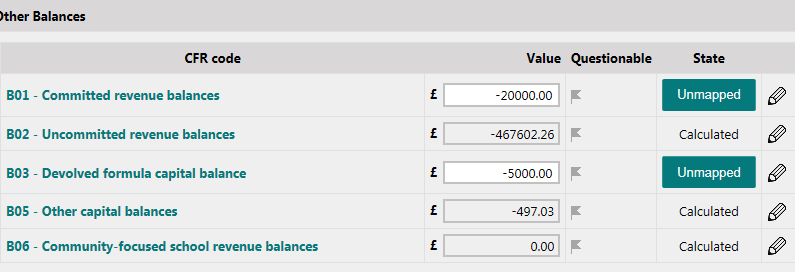 Other Balances
CFR code Value Questionable State
B01 - Committed revenue balances £ -20000.00 Unmapped
B02 - Uncommitted revenue balances £ -467602.26 Calculated
B03 - Devolved formula capital balance £ -5000.00 Unmapped
B05 - Other capital balances £ -497.03 Calculated
B06 - Community-focused school revenue balances £ 0.00 Calculated